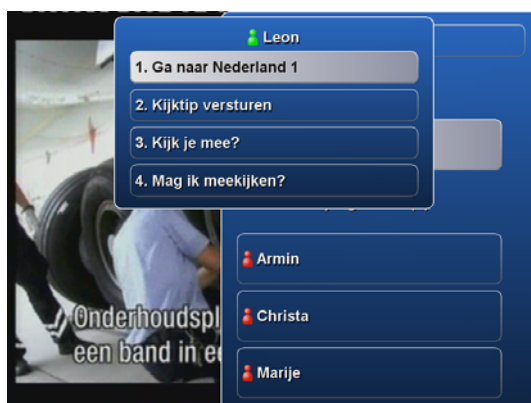 Leon
1. Ga naar Nederland 1
2. Kijktip versturen
3. Kijk je mee?
4. Mag ik meekijken?
Armin
Christa
Marije
Onderhoudspl
een band in e